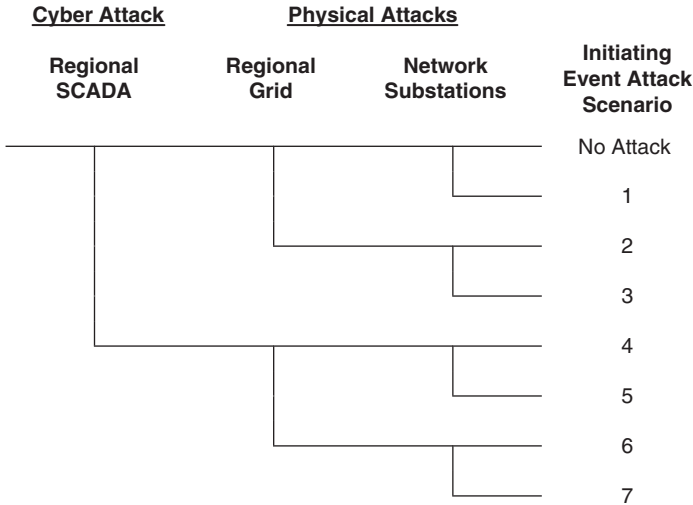 Cyber Attack
Physical Attacks
Regional
SCADA
Regional
Grid
Network
Substations
Initiating
Event Attack
Scenario
No Attack
1
2
3
4
5
6
7